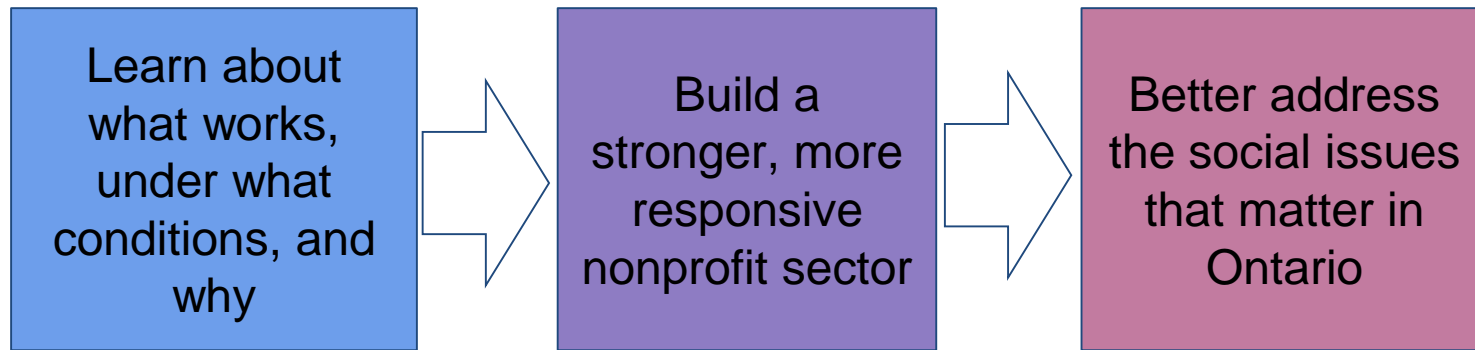 Learn about
what works,
under what
conditions, and
why
Build a
stronger, more
responsive
nonprofit sector
Better address
the social issues
that matter in
Ontario